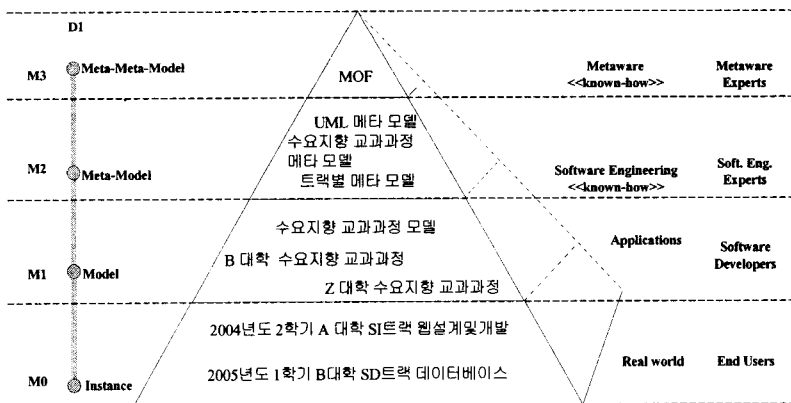 D1
M3
Meta-Meta-Model
MOF
Metaware
<<known-how>>
Metaware
Experts
M2
Meta-Model
UML 메타 모델
수요지향 교과과정
메타 모델
트랙별 메타 모델
Software Engineering
<<known-how>>
Soft. Eng.
Experts
M1
Model
수요지향 교과과정 모델
B 대학 수요지향 교과과정
Z 대학 수요지향 교과과정
Applications
Software
Developers
M0
Instance
2004년도 2학기 A 대학 SI트랙 웹설계및개발
2005년도 1학기 B대학 SD트랙 데이터베이스
Real world
End Users